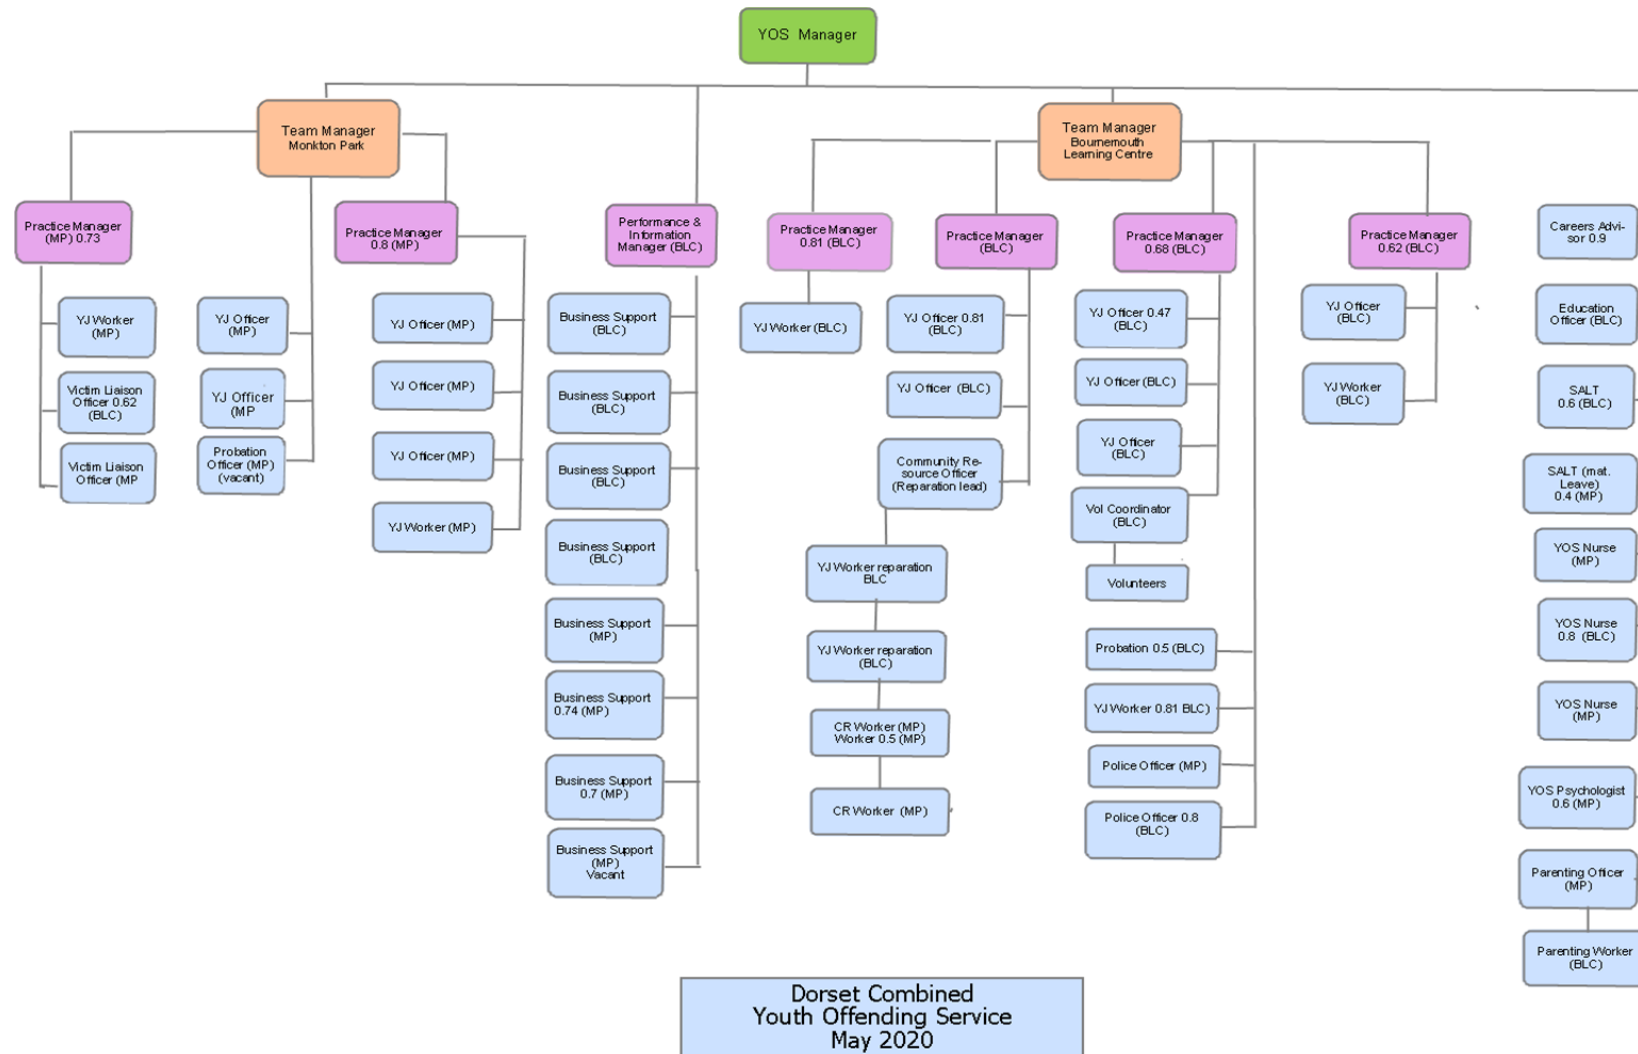 YOS Manager
Team Manager
Monkton Park
Team Manager
Bournemouth
Learning Centre
Practice Manager
(MP) 0.73
Practice Manager
0.8 (MP)
Performance &
Information
Manager (BLC)
Practice Manager
0.81 (BLC)
Practice Manager
(BLC)
Practice Manager
0.68 (BLC)
Practice Manager
0.62 (BLC)
YJ Worker
(MP)
Victim Liaison
Officer 0.62
(BLC)
Victim Liaison
Officer (MP
YJ Officer
(MP)
YJ Officer
(MP
Probation
Officer (MP)
(vacant)
YJ Officer (MP)
YJ Officer (MP)
YJ Officer (MP)
YJ Worker (MP)
Business Support
(BLC)
Business Support
(BLC)
Business Support
(BLC)
Business Support
(BLC)
Business Support
(MP)
Business Support
0.74 (MP)
Business Support
0.7 (MP)
Business Support
(MP)
Vacant
YJ Worker (BLC)
YJ Officer 0.81
(BLC)
YJ Officer (BLC)
Community Re-
source Officer
(Reparation lead)
YJ Worker reparation
BLC
YJ Worker reparation
(BLC)
CR Worker (MP)
Worker 0.5 (MP)
CR Worker (MP)
YJ Officer 0.47
(BLC)
YJ Officer (BLC)
YJ Officer
(BLC)
Vol Coordinator
(BLC)
Volunteers
Probation 0.5 (BLC)
YJ Worker 0.81 BLC)
Police Officer (MP)
Police Officer 0.8
(BLC)
YJ Officer
(BLC)
YJ Worker
(BLC)
Careers Advi-
sor 0.9
Education
Officer (BLC)
SALT
0.6 (BLC)
SALT (mat.
Leave)
0.4 (MP)
YOS Nurse
(MP)
YOS Nurse
0.8 (BLC)
YOS Nurse
(MP)
YOS Psychologist
0.6 (MP)
Parenting Officer
(MP)
Parenting Worker
(BLC)
Dorset Combined
Youth Offending Service
May 2020